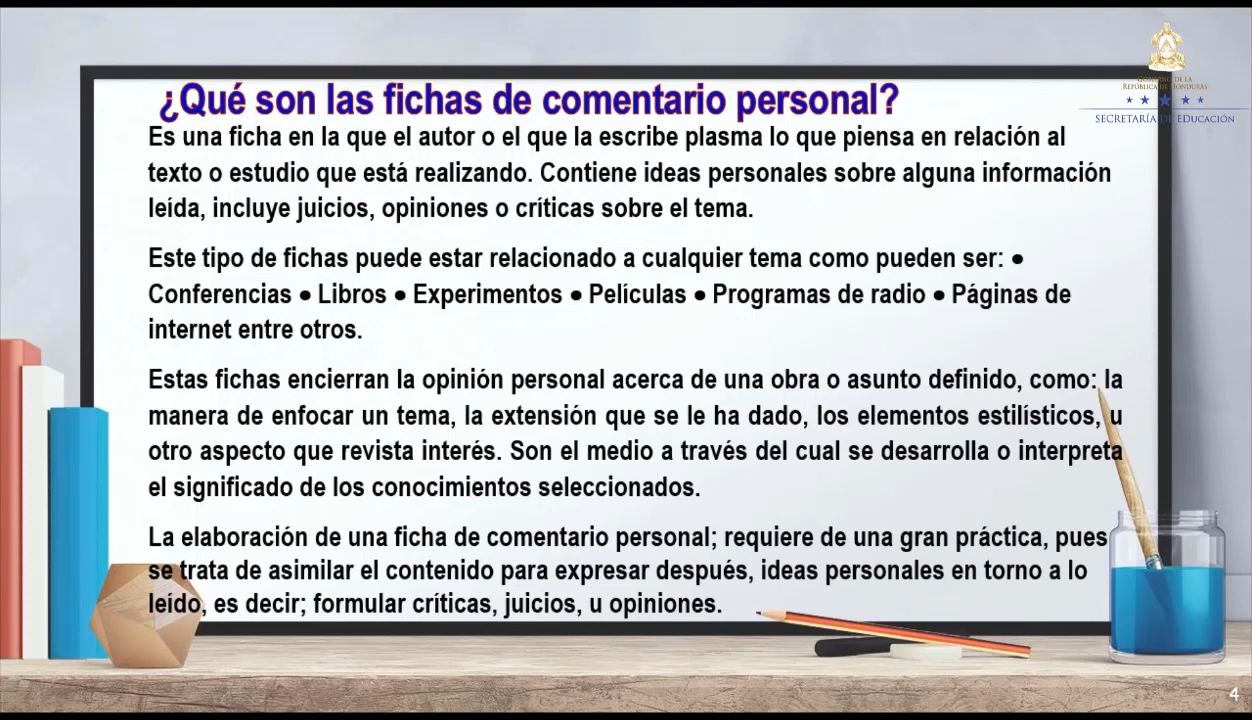 ¿Qué son las fichas de comentario personal?
Es una ficha en la que el autor o el que la escribe plasma lo que piensa en relación al
texto o estudio que está realizando. Contiene ideas personales sobre alguna información
leída, incluye juicios, opiniones o críticas sobre el tema.
Este tipo de fichas puede estar relacionado a cualquier tema como pueden ser: ●
Conferencias ● Libros ● Experimentos ● Películas ● Programas de radio ● Páginas de
internet entre otros.
Estas fichas encierran la opinión personal acerca de una obra o asunto definido, como: la
manera de enfocar un tema, la extensión que se le ha dado, los elementos estilísticos, u
otro aspecto que revista interés. Son el medio a través del cual se desarrolla o interpreta
el significado de los conocimientos seleccionados.
La elaboración de una ficha de comentario personal; requiere de una gran práctica, pues
se trata de asimilar el contenido para expresar después, ideas personales en torno a lo
leído, es decir; formular críticas, juicios, u opiniones.
GOBIERNO DE LA
REPÚBLICA DE HONDURAS
SECRETARÍA DE EDUCACIÓN
4